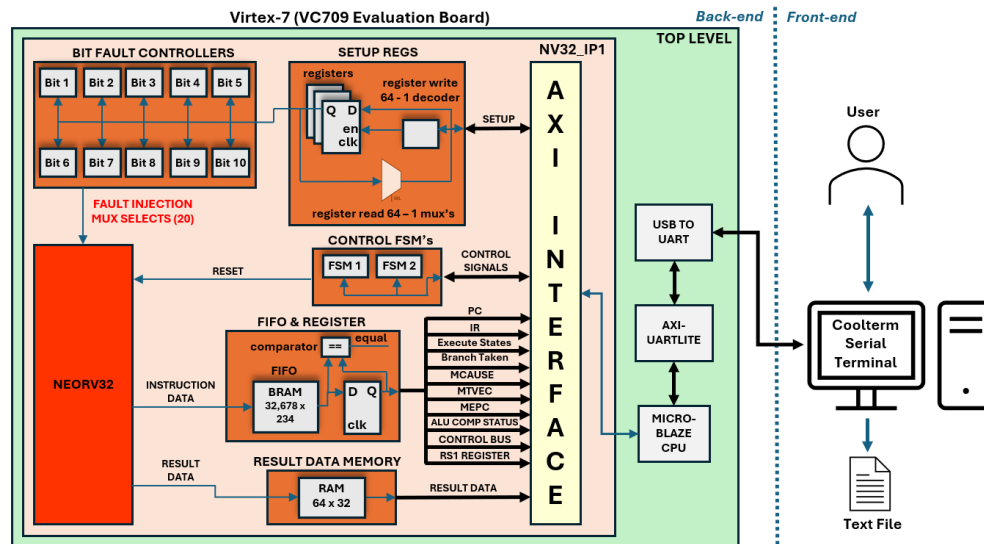 Virtex-7 (VC709 Evaluation Board)
Back-end
Front-end
TOP LEVEL
NV32_IP1
BIT FAULT CONTROLLERS
Bit 1
Bit 2
Bit 3
Bit 4
Bit 5
Bit 6
Bit 7
Bit 8
Bit 9
Bit 10
SETUP REGS
registers
register write
64 - 1 decoder
Q D
en
clk
register read 64 – 1 mux's
SETUP
FAULT INJECTION
MUX SELECTS (20)
CONTROL FSM's
FSM 1
FSM 2
RESET
CONTROL
SIGNALS
NEORV32
FIFO & REGISTER
comparator
==
equal
FIFO
BRAM
32,678 x
234
D Q
clk
INSTRUCTION
DATA
PC
IR
Execute States
Branch Taken
MCAUSE
MTVEC
MEPC
ALU COMP STATUS
CONTROL BUS
RS1 REGISTER
RESULT
DATA
RESULT DATA MEMORY
RAM
64 x 32
RESULT DATA
AXI INTERFACE
USB TO
UART
AXI-
UARTLITE
MICRO-
BLAZE
CPU
User
Coolterm
Serial
Terminal
Text File